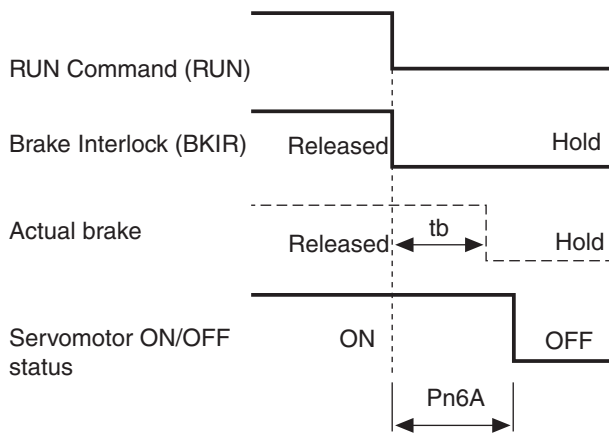 RUN Command (RUN)
Brake Interlock (BKIR) Released Hold
Actual brake Released tb Hold
Servomotor ON/OFF status ON OFF
Pn6A